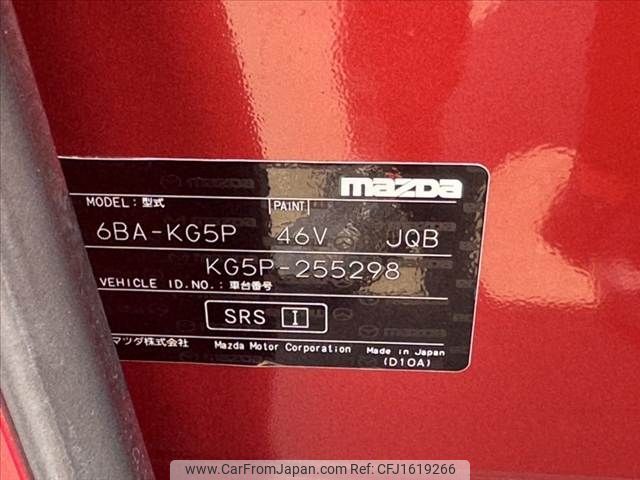 mazda
MODEL:型式 PAINT
6BA-KG5P 46V JQB
KG5P-255298
VEHICLE ID.NO.:車台番号
SRS I
マツダ株式会社 Mazda Motor Corporation Made in Japan
(D10A)
www.CarFromJapan.com | Ref. No: CFJ1619266